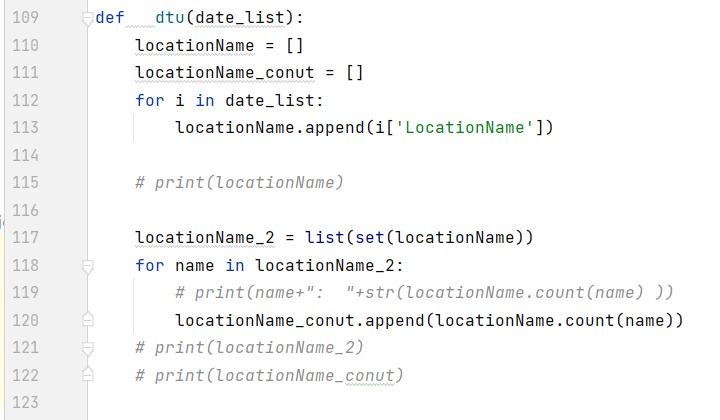 109 def   dtu(date_list):
110     locationName = []
111     locationName_conut = []
112     for i in date_list:
113         locationName.append(i['LocationName'])
114
115     # print(locationName)
116
117     locationName_2 = list(set(locationName))
118     for name in locationName_2:
119         # print(name+":  "+str(locationName.count(name) ))
120         locationName_conut.append(locationName.count(name))
121     # print(locationName_2)
122     # print(locationName_conut)
123